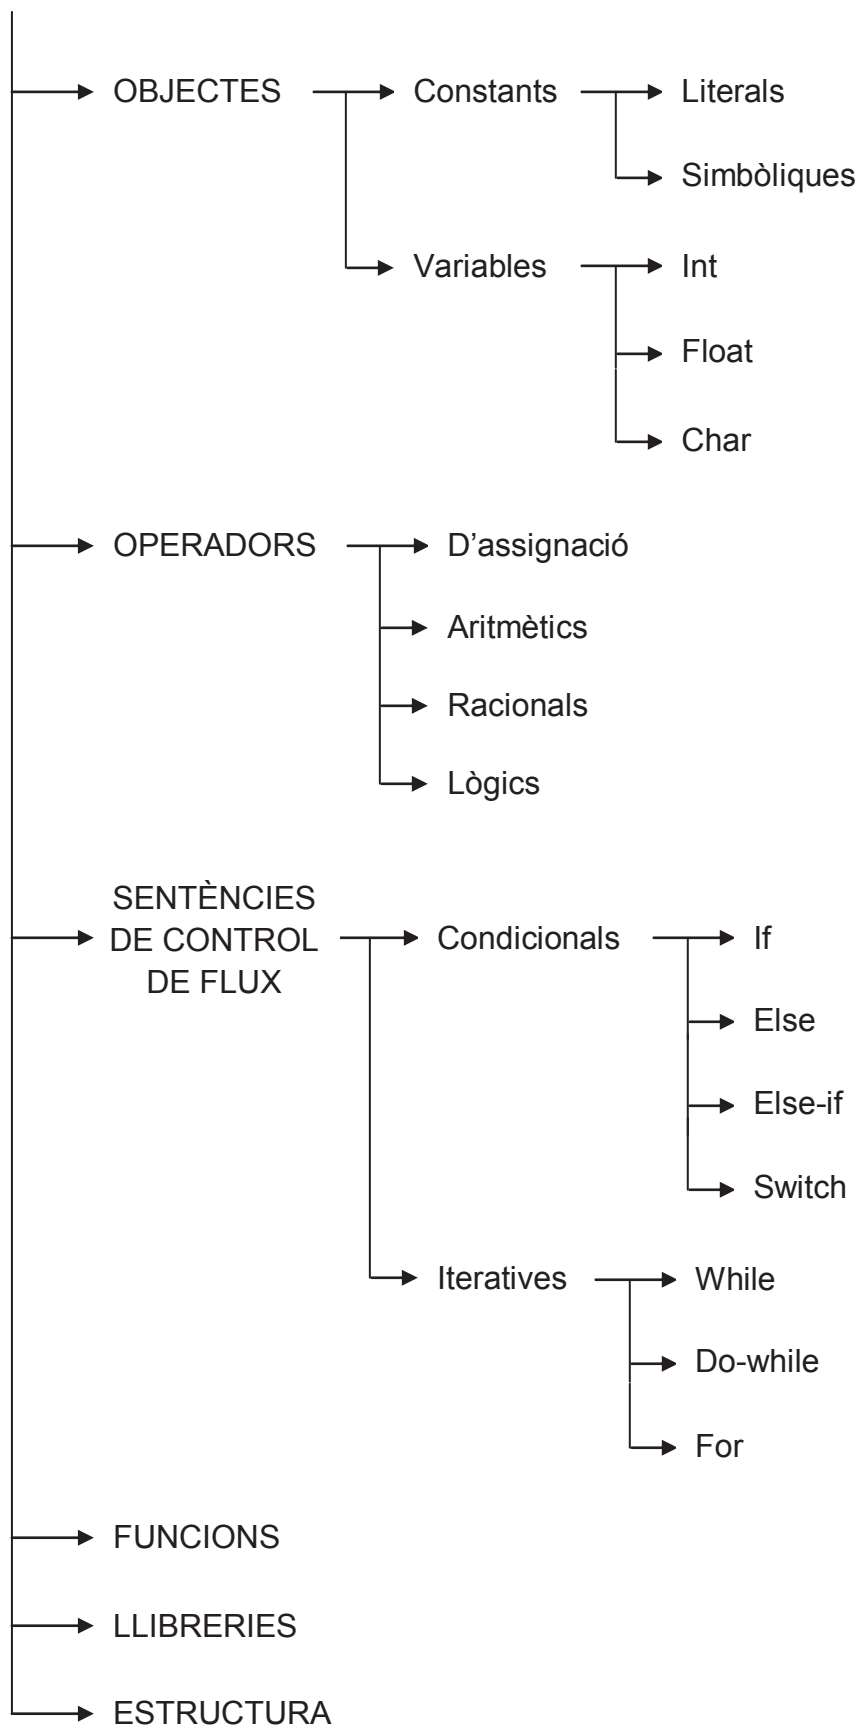 OBJECTES
Constants
Literals
Simbòliques
Variables
Int
Float
Char
OPERADORS
D’assignació
Aritmètics
Racionals
Lògics
SENTÈNCIES
DE CONTROL
DE FLUX
Condicionals
If
Else
Else-if
Switch
Iteratives
While
Do-while
For
FUNCIONS
LLIBRERIES
ESTRUCTURA